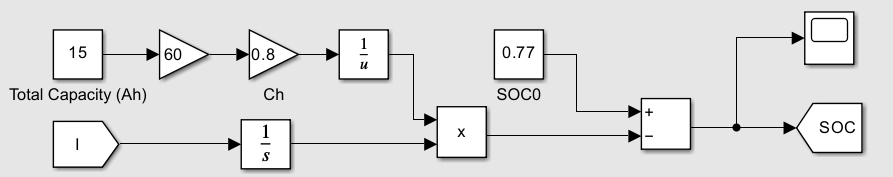 15
60
0.8
1
u
0.77
Total Capacity (Ah)
Ch
SOC0
+
−
I
1
s
x
SOC